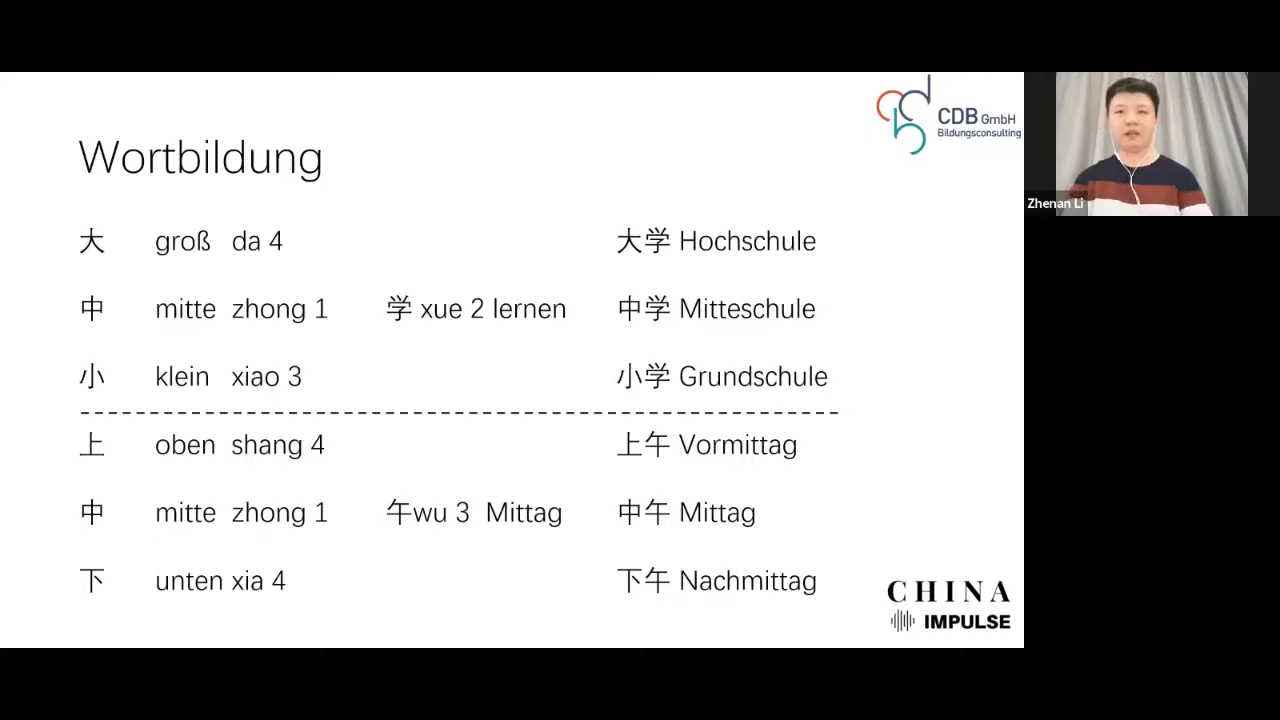 CDB GmbH
Bildungsconsulting
Wortbildung
大 groß da 4 大学 Hochschule
中 mitte zhong 1 学 xue 2 lernen 中学 Mitteschule
小 klein xiao 3 小学 Grundschule
上 oben shang 4 上午 Vormittag
中 mitte zhong 1 午wu 3 Mittag 中午 Mittag
下 unten xia 4 下午 Nachmittag
CHINA
IMPULSE
Zhenan Li